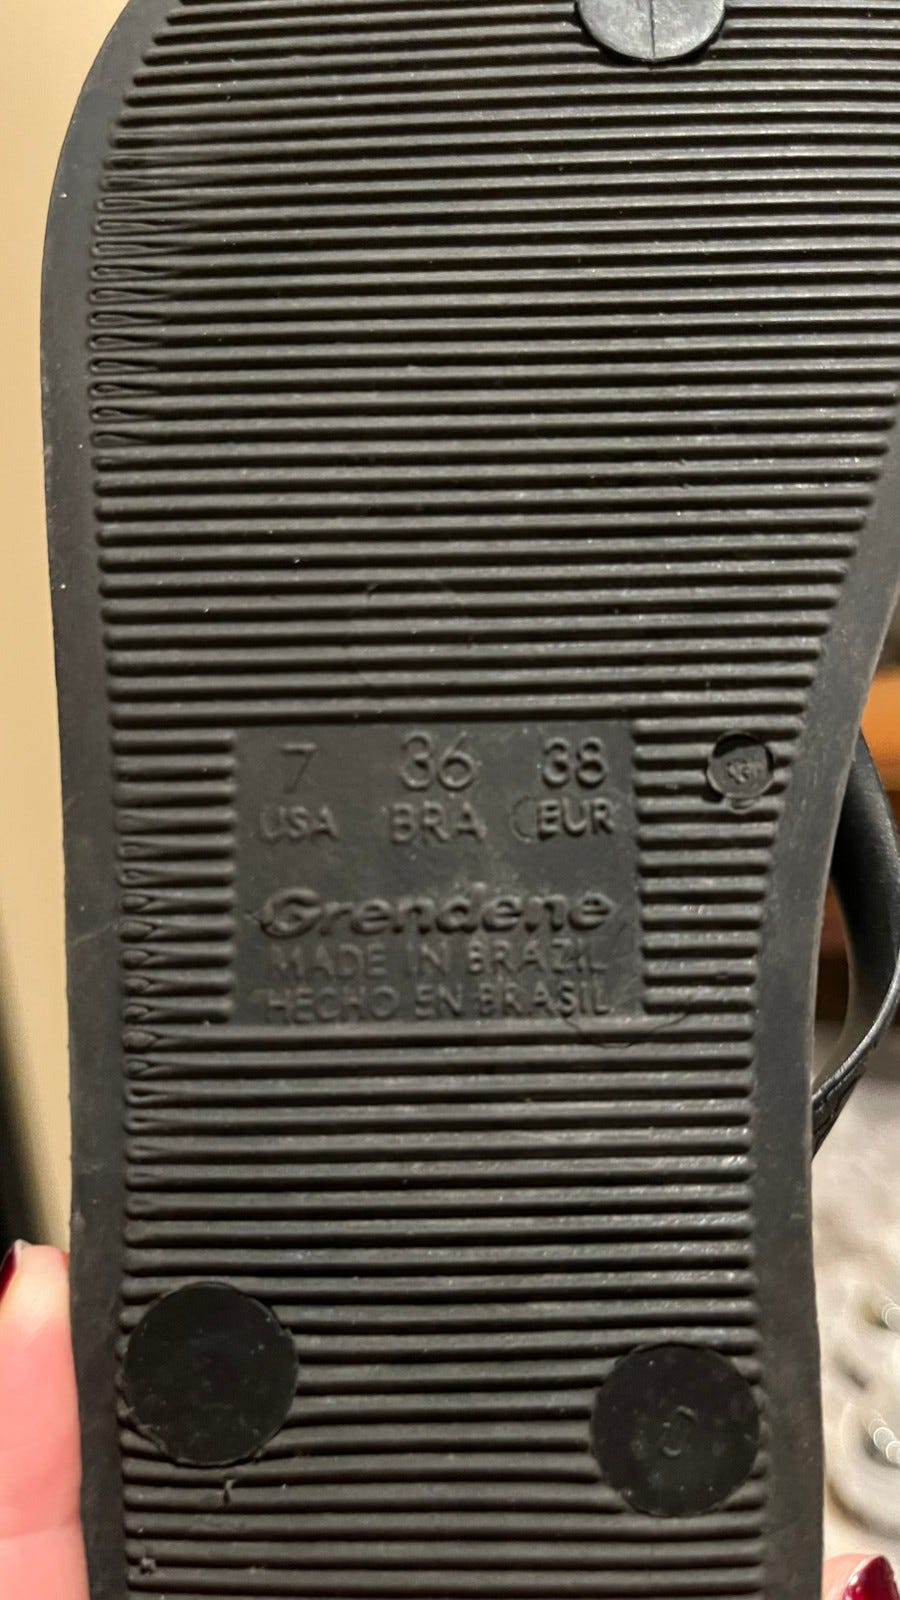 7 36 38
USA BRA EUR
Grendene
MADE IN BRAZIL
HECHO EN BRASIL